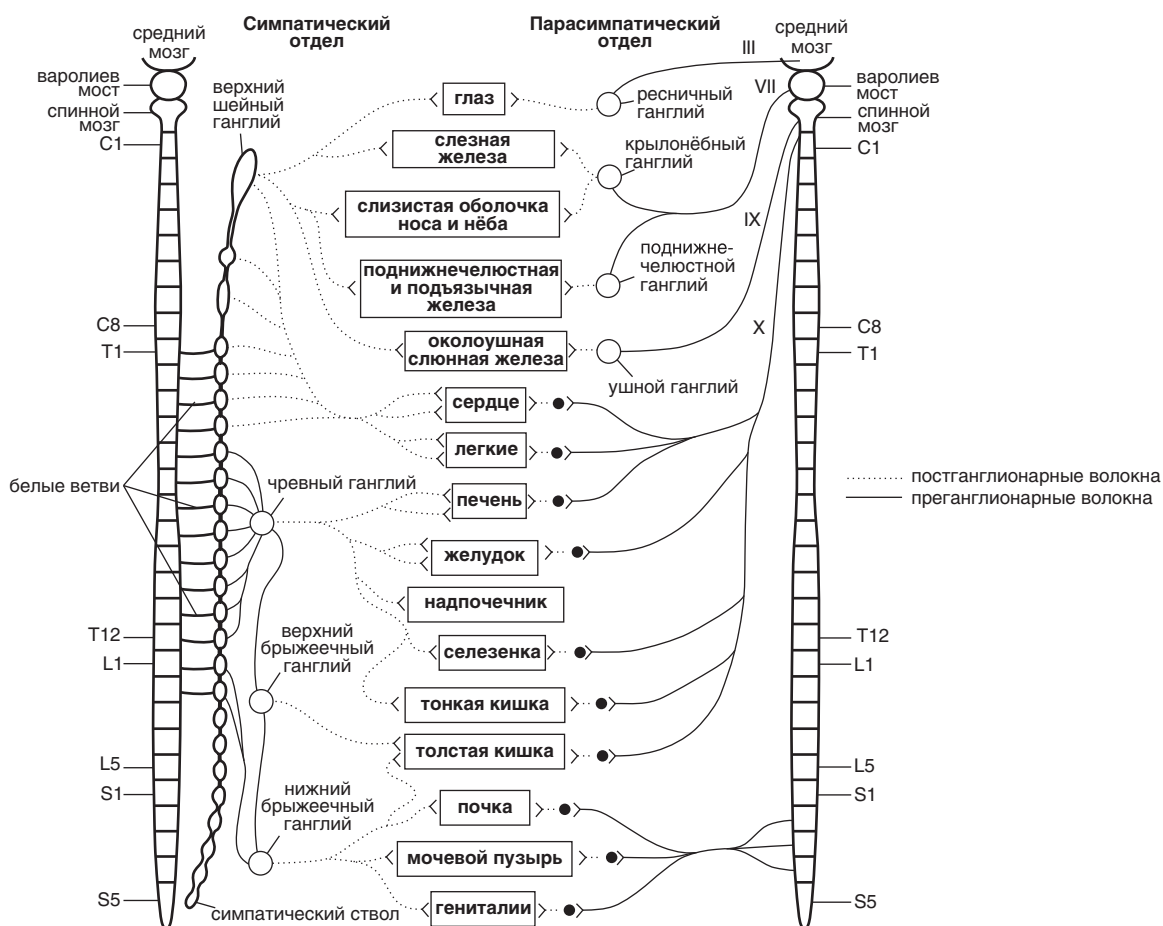 Симпатический
отдел
Парасимпатический
отдел
средний
мозг
варолиев
мост
спинной
мозг
C1
C8
T1
T12
L1
L5
S1
S5
верхний
шейный
ганглий
белые ветви
чревный ганглий
верхний
брыжеечный
ганглий
нижний
брыжеечный
ганглий
симпатический ствол
глаз
слезная
железа
слизистая оболочка
носа и нёба
поднижнечелюстная
и подъязычная
железа
околоушная
слюнная железа
сердце
легкие
печень
желудок
надпочечник
селезенка
тонкая кишка
толстая кишка
почка
мочевой пузырь
гениталии
ресничный
ганглий
крылонёбный
ганглий
поднижне-
челюстной
ганглий
ушной ганглий
III
VII
IX
X
средний
мозг
варолиев
мост
спинной
мозг
C1
C8
T1
T12
L1
L5
S1
S5
постганглионарные волокна
преганглионарные волокна